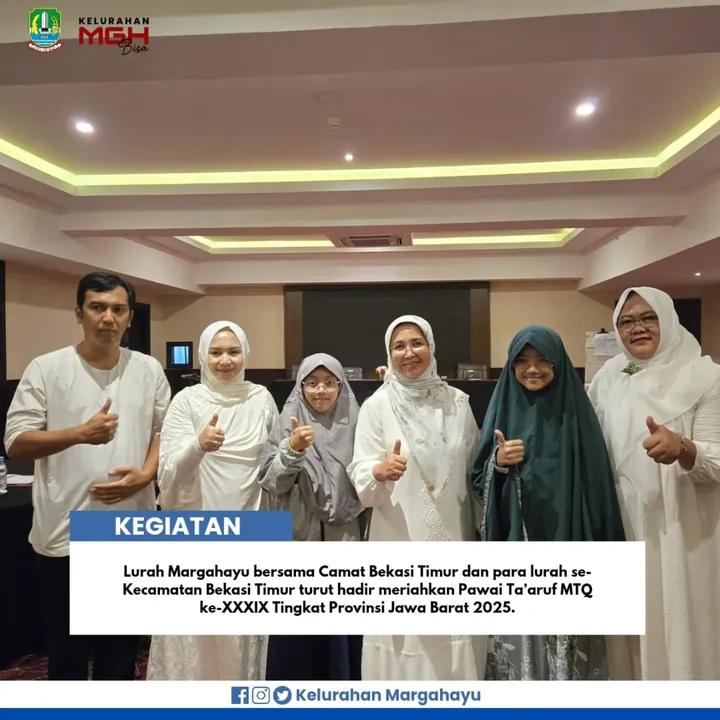 KELURAHAN
MGH
Bisa
KEGIATAN
Lurah Margahayu bersama Camat Bekasi Timur dan para lurah se-
Kecamatan Bekasi Timur turut hadir meriahkan Pawai Ta’aruf MTQ
ke-XXXIX Tingkat Provinsi Jawa Barat 2025.
Kelurahan Margahayu